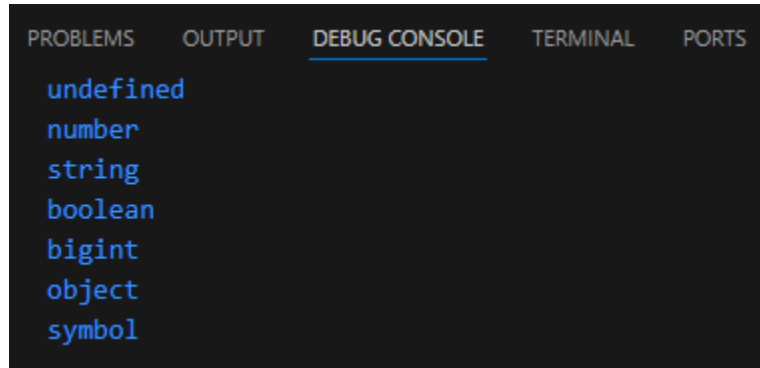 PROBLEMS OUTPUT DEBUG CONSOLE TERMINAL PORTS
undefined
number
string
boolean
bigint
object
symbol